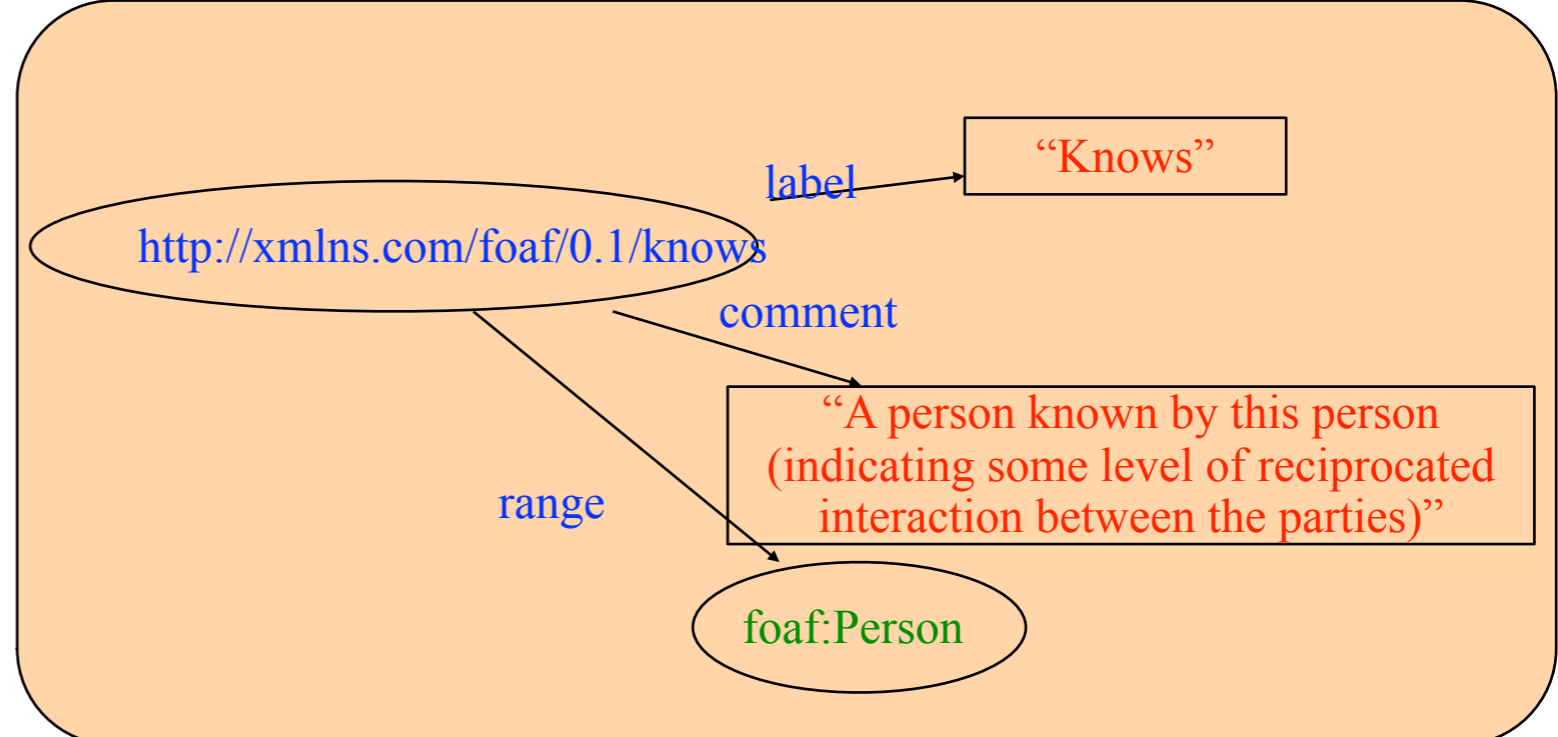 “Knows”
label
http://xmlns.com/foaf/0.1/knows
comment
“A person known by this person
(indicating some level of reciprocated
interaction between the parties)”
range
foaf:Person